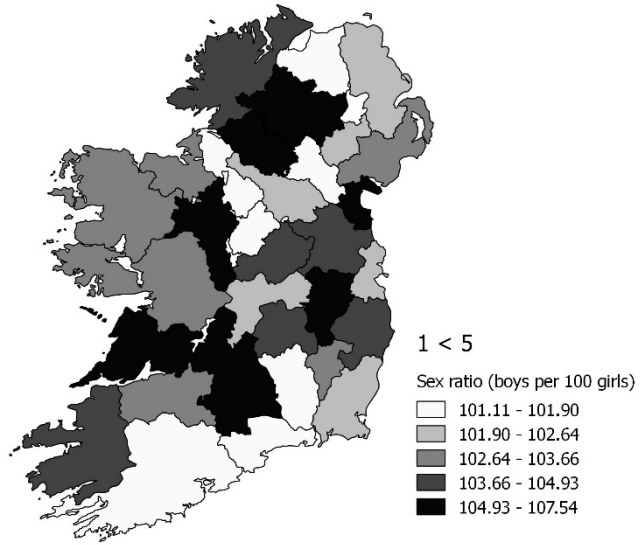 1 < 5
Sex ratio (boys per 100 girls)
101.11 - 101.90
101.90 - 102.64
102.64 - 103.66
103.66 - 104.93
104.93 - 107.54